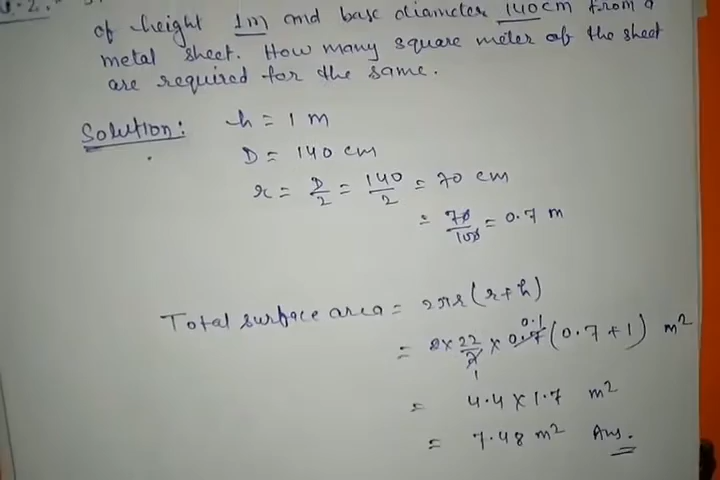 of height 1m and base diameter 140cm from a
metal sheet. How many square meter of the sheet
are required for the same.
Solution: h = 1 m
D = 140 cm
r = D/2 = 140/2 = 70 cm
= 70/100 = 0.7 m
Total surface area = 2πr(r+h)
= 2 × 22/7 × 0.7 (0.7 + 1) m²
0.1
1
= 4.4 × 1.7 m²
= 7.48 m² Ans.